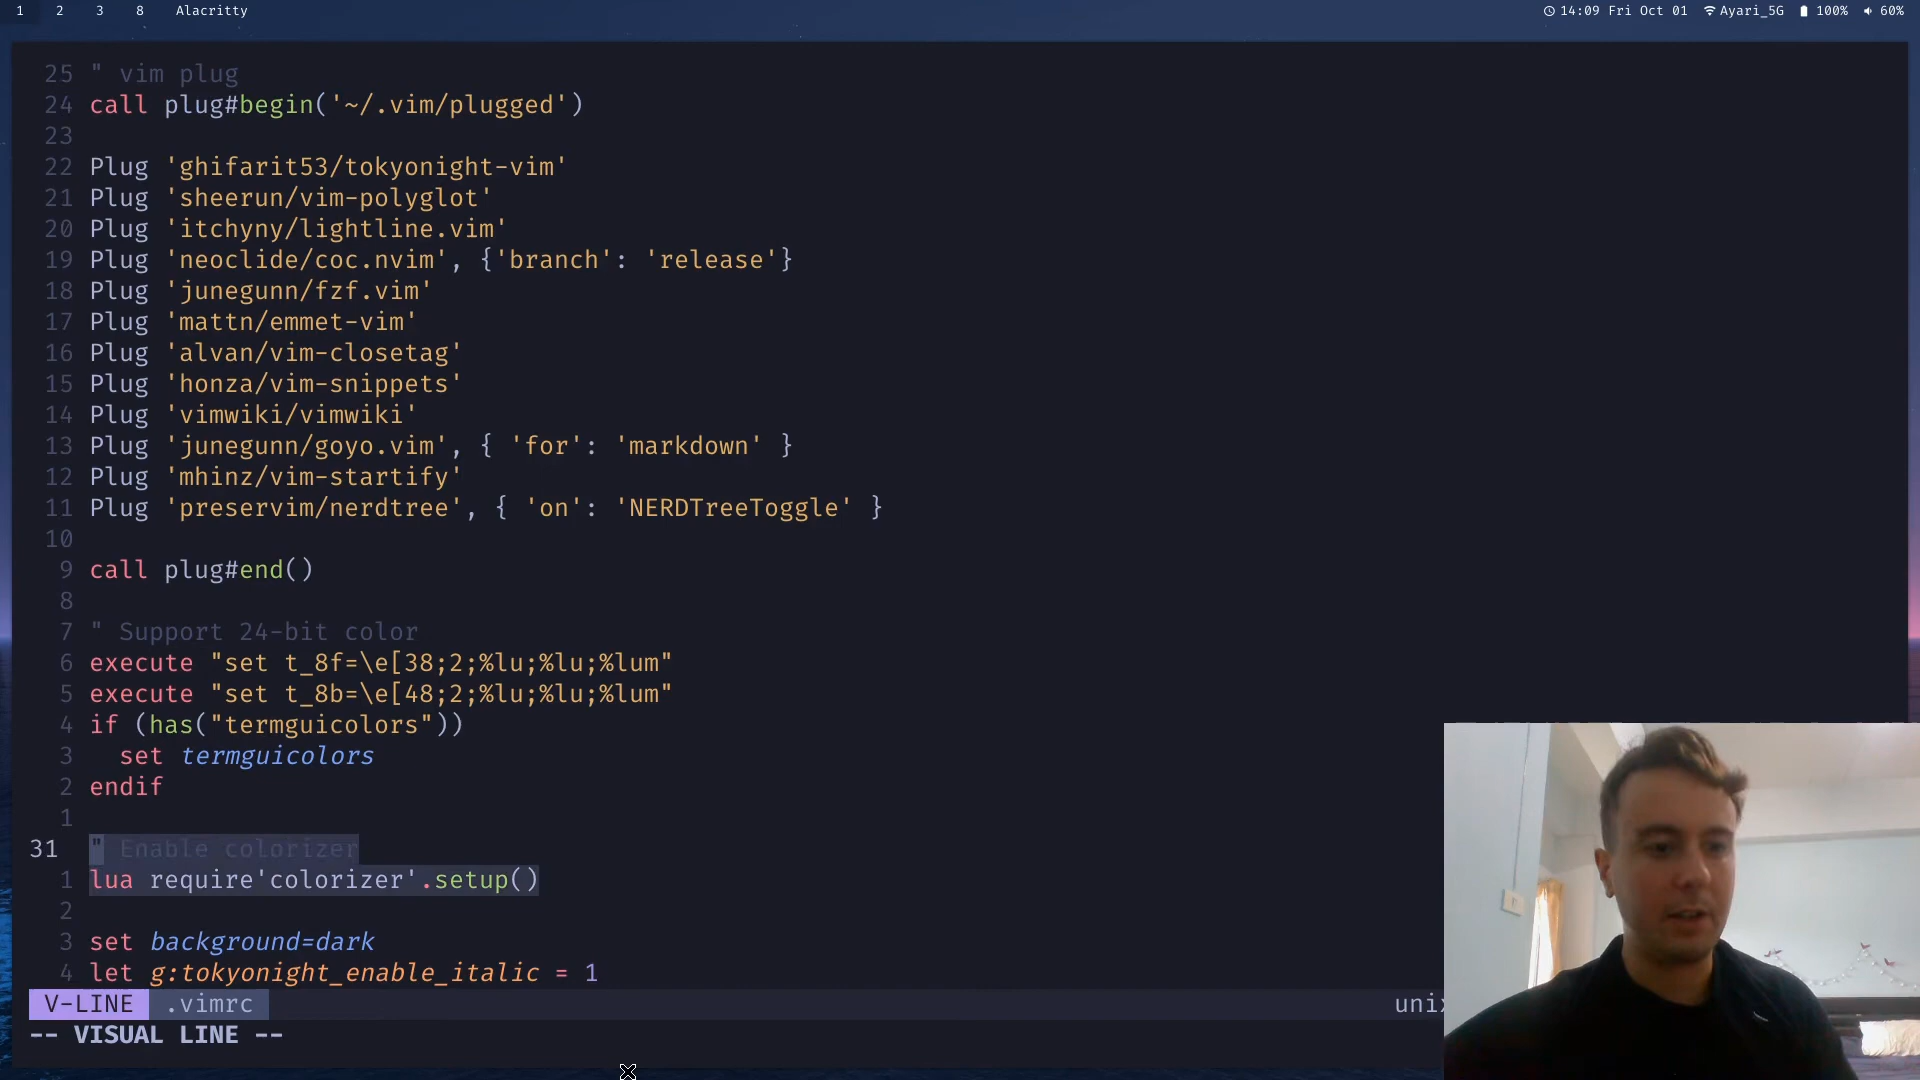 1 2 3 8 Alacritty 14:09 Fri Oct 01 Ayari_5G 100% 60%
25 " vim plug
24 call plug#begin('~/.vim/plugged')
23
22 Plug 'ghifarit53/tokyonight-vim'
21 Plug 'sheerun/vim-polyglot'
20 Plug 'itchyny/lightline.vim'
19 Plug 'neoclide/coc.nvim', {'branch': 'release'}
18 Plug 'junegunn/fzf.vim'
17 Plug 'mattn/emmet-vim'
16 Plug 'alvan/vim-closetag'
15 Plug 'honza/vim-snippets'
14 Plug 'vimwiki/vimwiki'
13 Plug 'junegunn/goyo.vim', { 'for': 'markdown' }
12 Plug 'mhinz/vim-startify'
11 Plug 'preservim/nerdtree', { 'on': 'NERDTreeToggle' }
10
9 call plug#end()
8
7 " Support 24-bit color
6 execute "set t_8f=\e[38;2;%lu;%lu;%lum"
5 execute "set t_8b=\e[48;2;%lu;%lu;%lum"
4 if (has("termguicolors"))
3   set termguicolors
2 endif
1
31 " Enable colorizer
1 lua require'colorizer'.setup()
2
3 set background=dark
4 let g:tokyonight_enable_italic = 1
V-LINE .vimrc unix
-- VISUAL LINE --